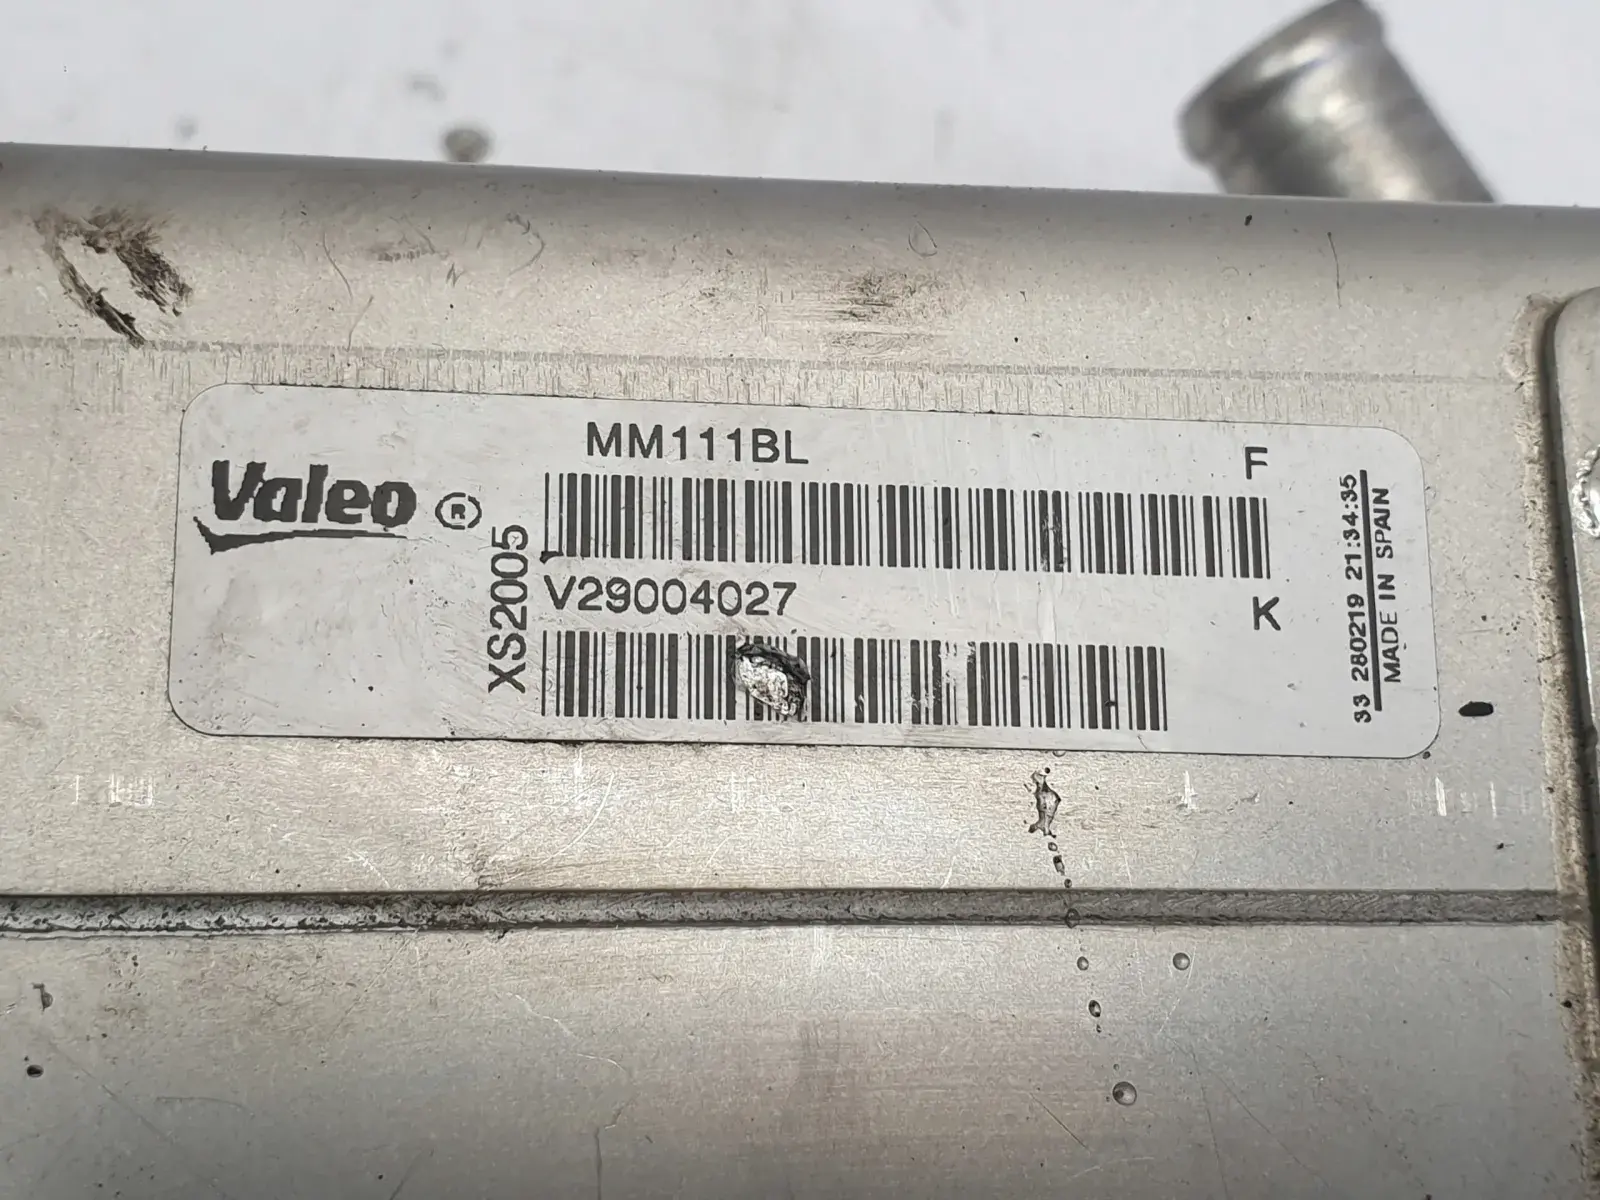 MM111BL
F
Valeo ®
XS2005
V29004027
K
33 280219 21:34:35
MADE IN SPAIN